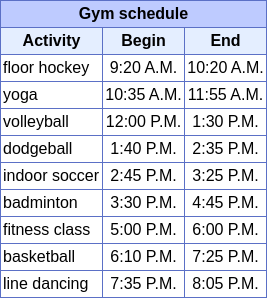 Gym schedule
Activity Begin End
floor hockey 9:20 A.M. 10:20 A.M.
yoga 10:35 A.M. 11:55 A.M.
volleyball 12:00 P.M. 1:30 P.M.
dodgeball 1:40 P.M. 2:35 P.M.
indoor soccer 2:45 P.M. 3:25 P.M.
badminton 3:30 P.M. 4:45 P.M.
fitness class 5:00 P.M. 6:00 P.M.
basketball 6:10 P.M. 7:25 P.M.
line dancing 7:35 P.M. 8:05 P.M.